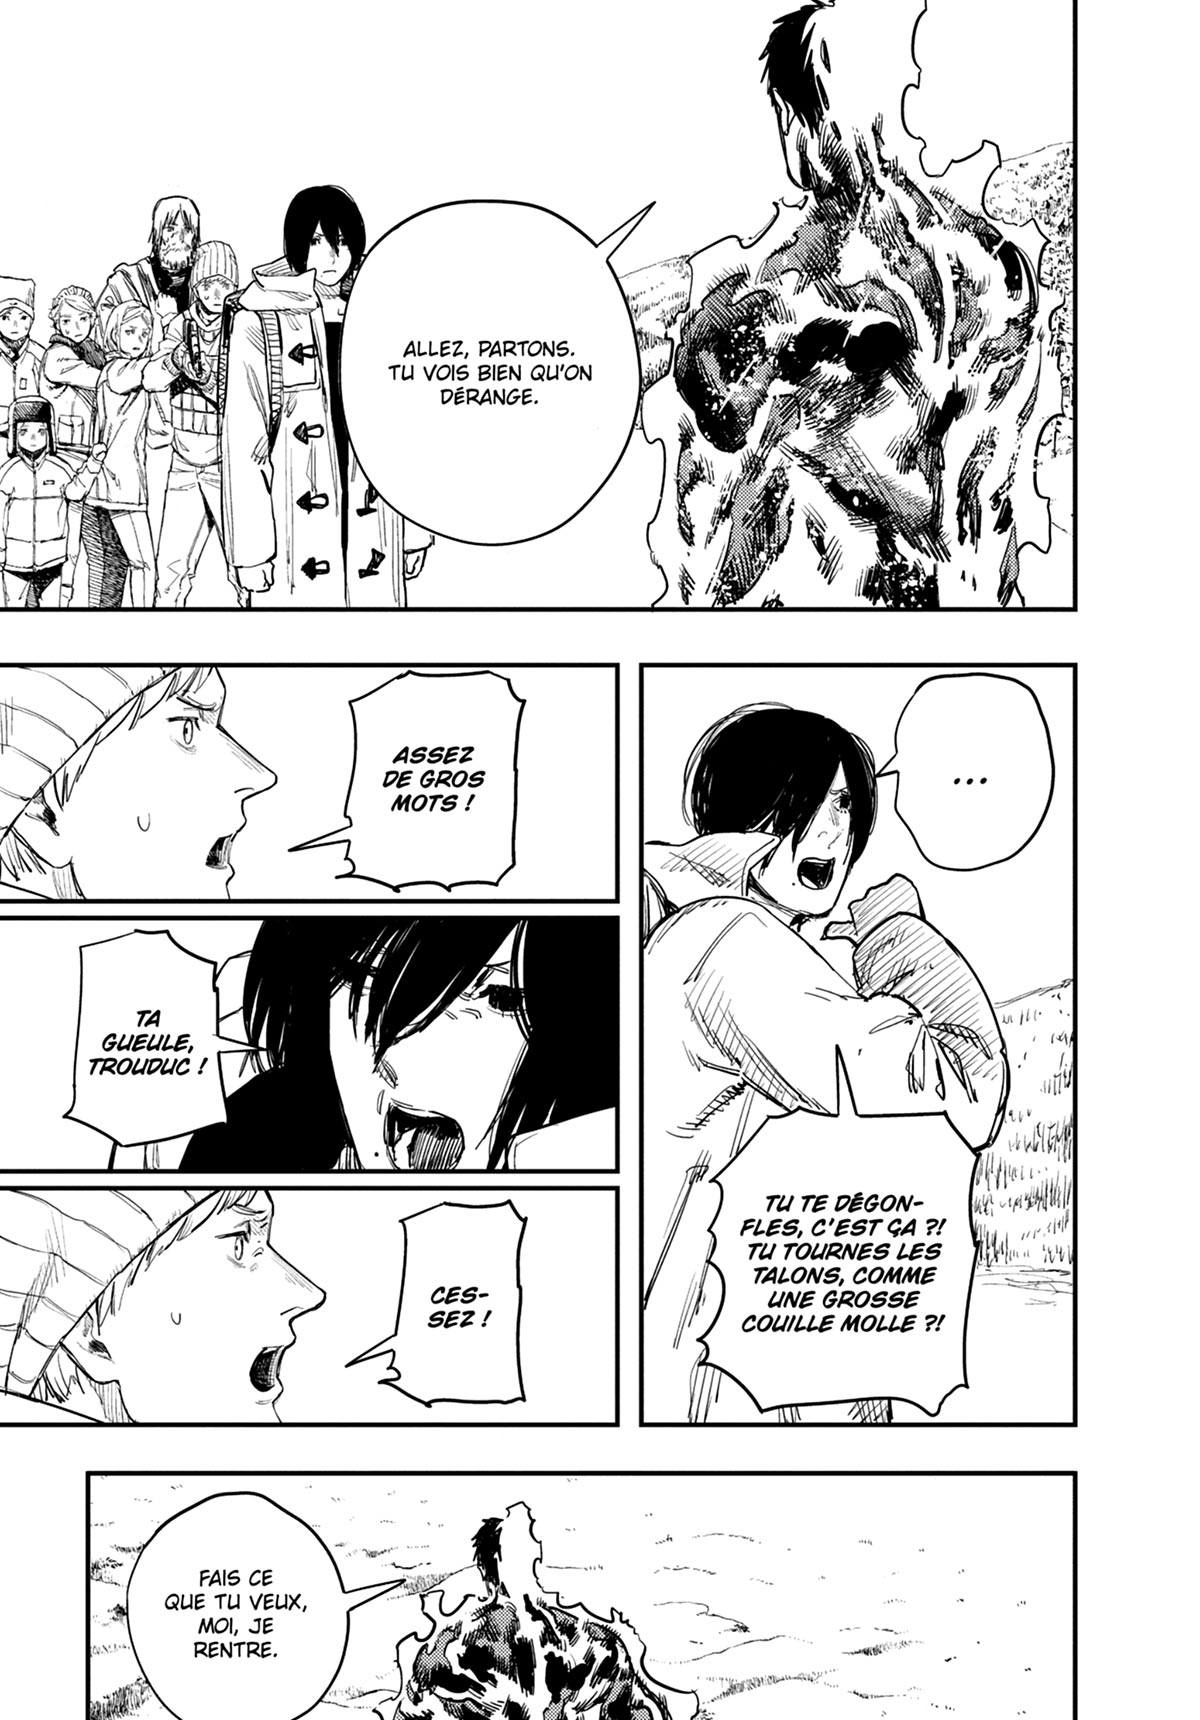 ALLEZ, PARTONS.
TU VOIS BIEN QU'ON
DÉRANGE.
...
TU TE DÉGON-
FLES, C'EST ÇA ?!
TU TOURNES LES
TALONS, COMME
UNE GROSSE
COUILLE MOLLE ?!
ASSEZ
DE GROS
MOTS !
TA
GUEULE,
TROUDUC !
CES-
SEZ !
FAIS CE
QUE TU VEUX,
MOI, JE
RENTRE.